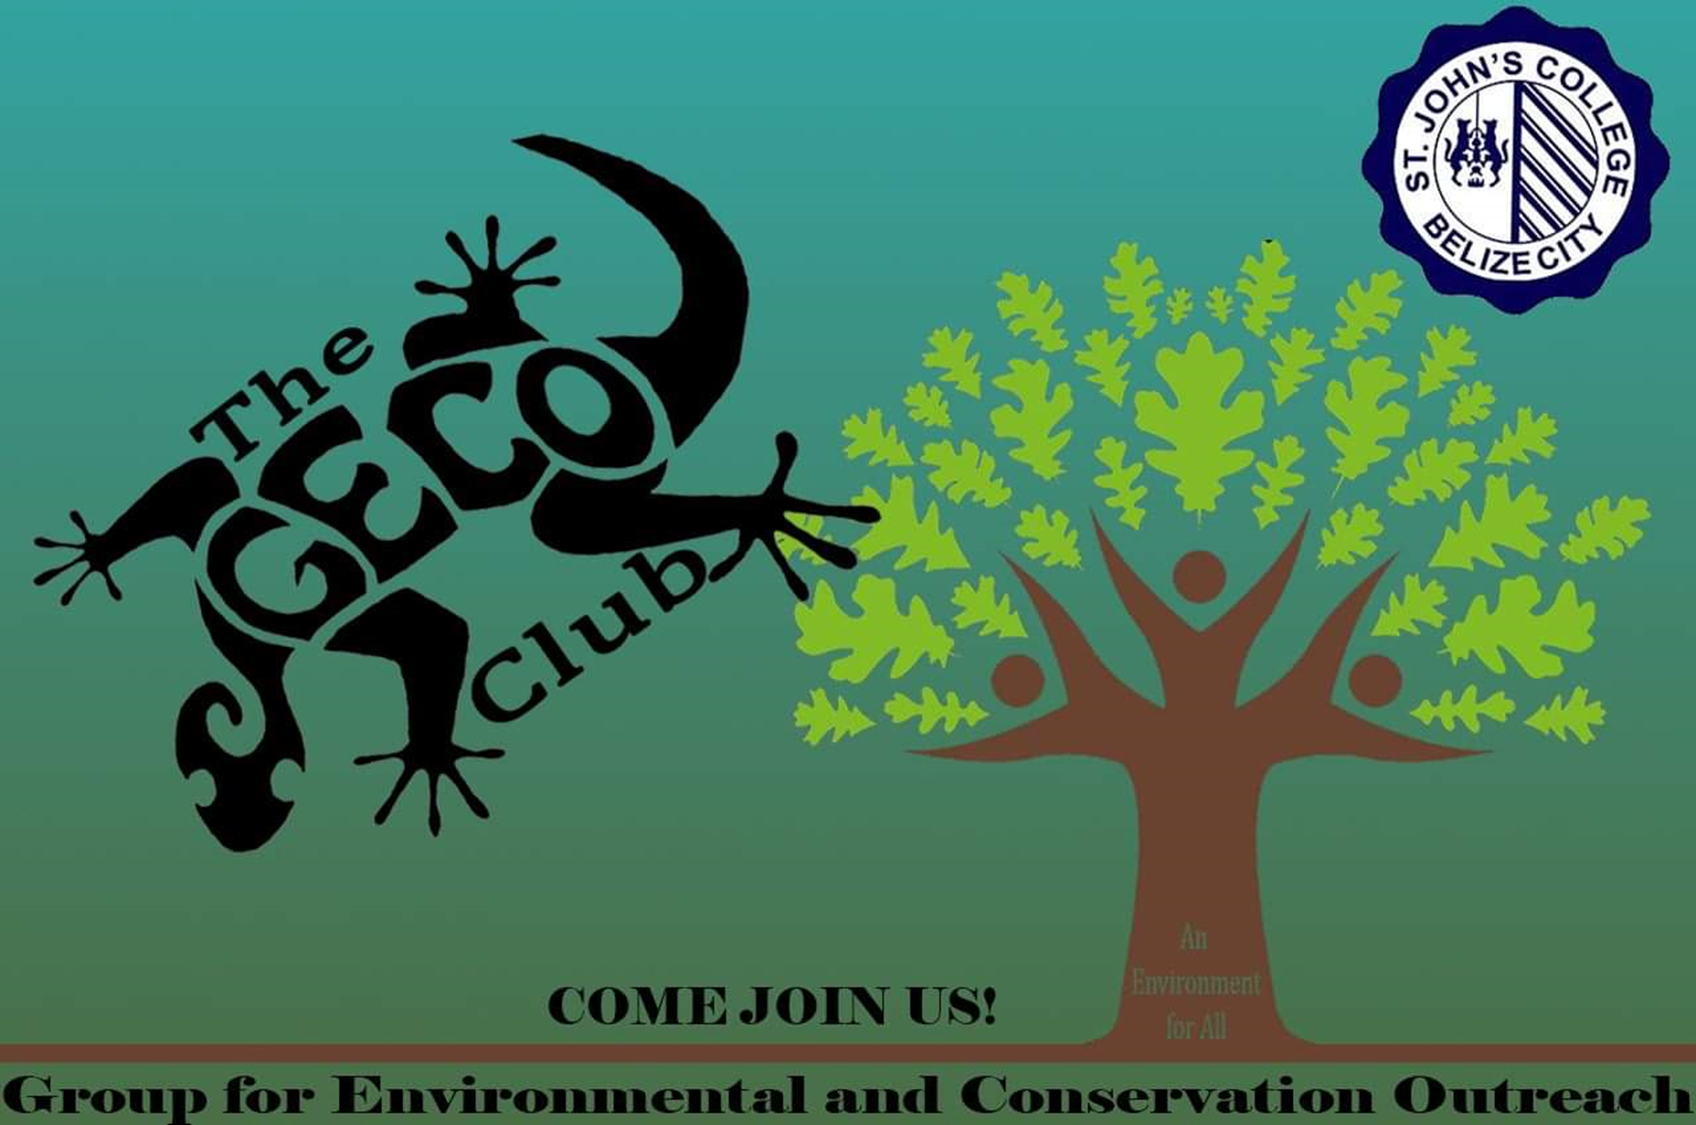 ST. JOHN'S COLLEGE
BELIZE CITY
The
GECO
Club
An
Environment
for All
COME JOIN US!
Group for Environmental and Conservation Outreach